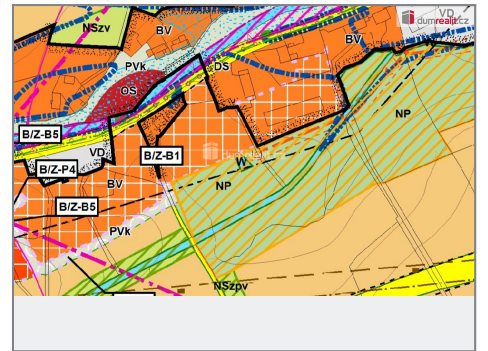 VD
dumrealit.cz
NSzv
BV
BV
PVk
DS
OS
NP
B/Z-B5
VD
B/Z-B1
B/Z-P4
W
BV
NP
B/Z-B5
PVk
NSzpv